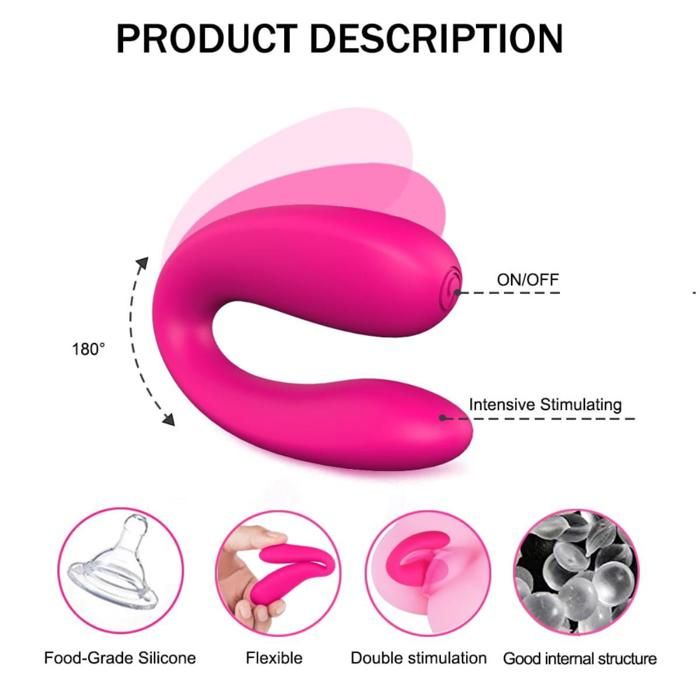 PRODUCT DESCRIPTION
ON/OFF
180°
Intensive Stimulating
Food-Grade Silicone
Flexible
Double stimulation
Good internal structure